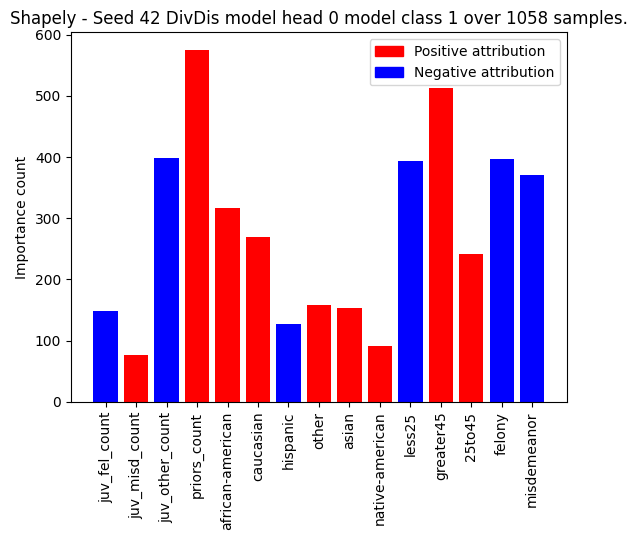 Shapely - Seed 42 DivDis model head 0 model class 1 over 1058 samples.
Positive attribution
Negative attribution
Importance count
600
500
400
300
200
100
0
juv_fel_count
juv_misd_count
juv_other_count
priors_count
african-american
caucasian
hispanic
other
asian
native-american
less25
greater45
25to45
felony
misdemeanor